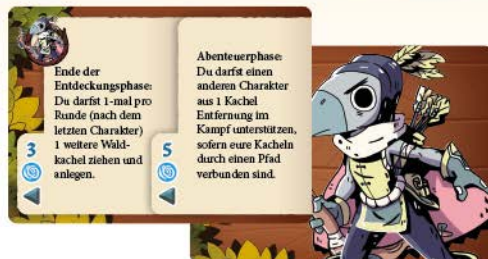 Ende der
Entdeckungsphase:
Du darfst 1-mal pro
Runde (nach dem
letzten Charakter)
1 weitere Wald-
kachel ziehen und
anlegen.
3
Abenteuerphase:
Du darfst einen
anderen Charakter
aus 1 Kachel
Entfernung im
Kampf unterstützen,
sofern eure Kacheln
durch einen Pfad
verbunden sind.
5